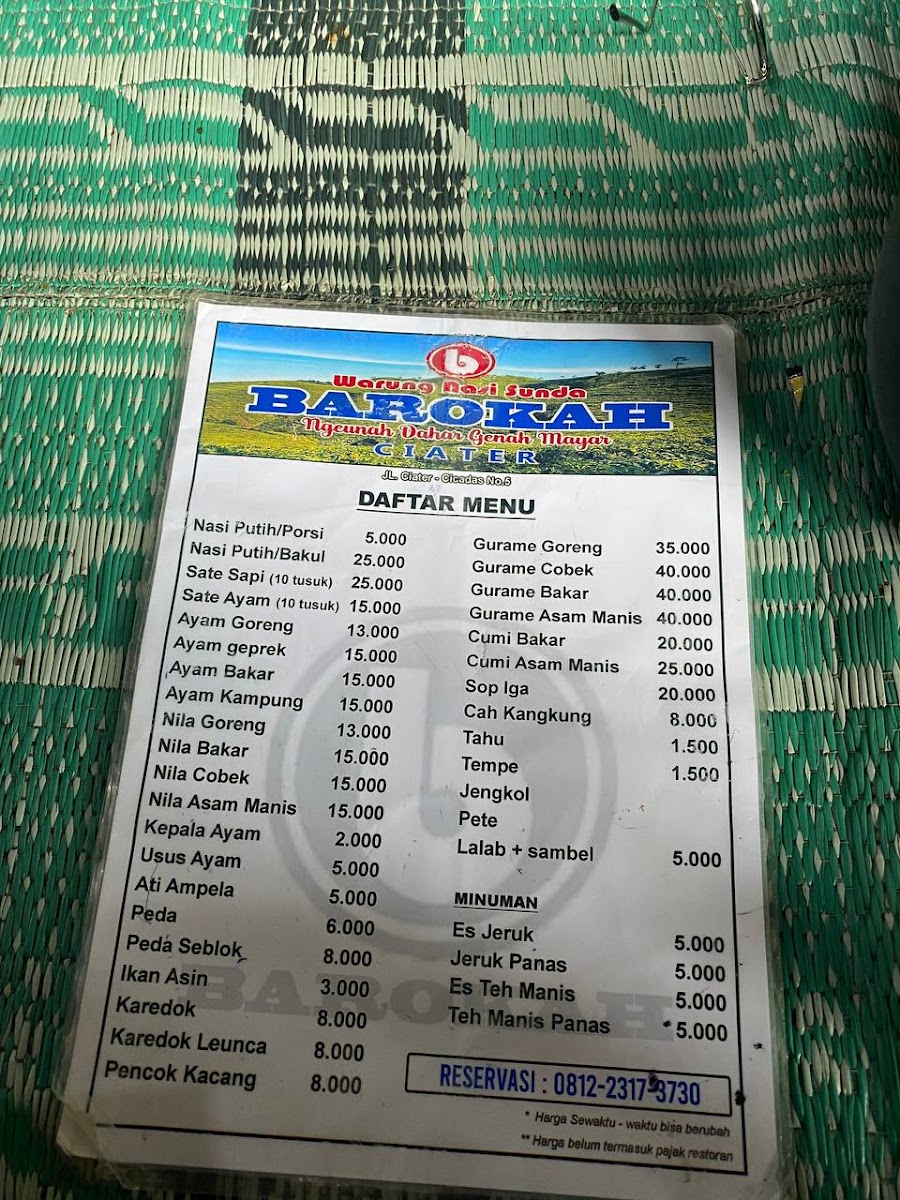 b
Warung Nasi Sunda
BAROKAH
Ngeunah Dahar Genah Mayar
CIATER
JL. Ciater - Cicadas No.5
DAFTAR MENU
Nasi Putih/Porsi 5.000
Nasi Putih/Bakul 25.000
Sate Sapi (10 tusuk) 25.000
Sate Ayam (10 tusuk) 15.000
Ayam Goreng 13.000
Ayam geprek 15.000
Ayam Bakar 15.000
Ayam Kampung 15.000
Nila Goreng 13.000
Nila Bakar 15.000
Nila Cobek 15.000
Nila Asam Manis 15.000
Kepala Ayam 2.000
Usus Ayam 5.000
Ati Ampela 5.000
Peda 6.000
Peda Seblok 8.000
Ikan Asin 3.000
Karedok 8.000
Karedok Leunca 8.000
Pencok Kacang 8.000
Gurame Goreng 35.000
Gurame Cobek 40.000
Gurame Bakar 40.000
Gurame Asam Manis 40.000
Cumi Bakar 20.000
Cumi Asam Manis 25.000
Sop Iga 20.000
Cah Kangkung 8.000
Tahu 1.500
Tempe 1.500
Jengkol
Pete
Lalab + sambel 5.000
MINUMAN
Es Jeruk 5.000
Jeruk Panas 5.000
Es Teh Manis 5.000
Teh Manis Panas 5.000
b
BAROKAH
RESERVASI : 0812-2317-3730
* Harga Sewaktu - waktu bisa berubah
** Harga belum termasuk pajak restoran